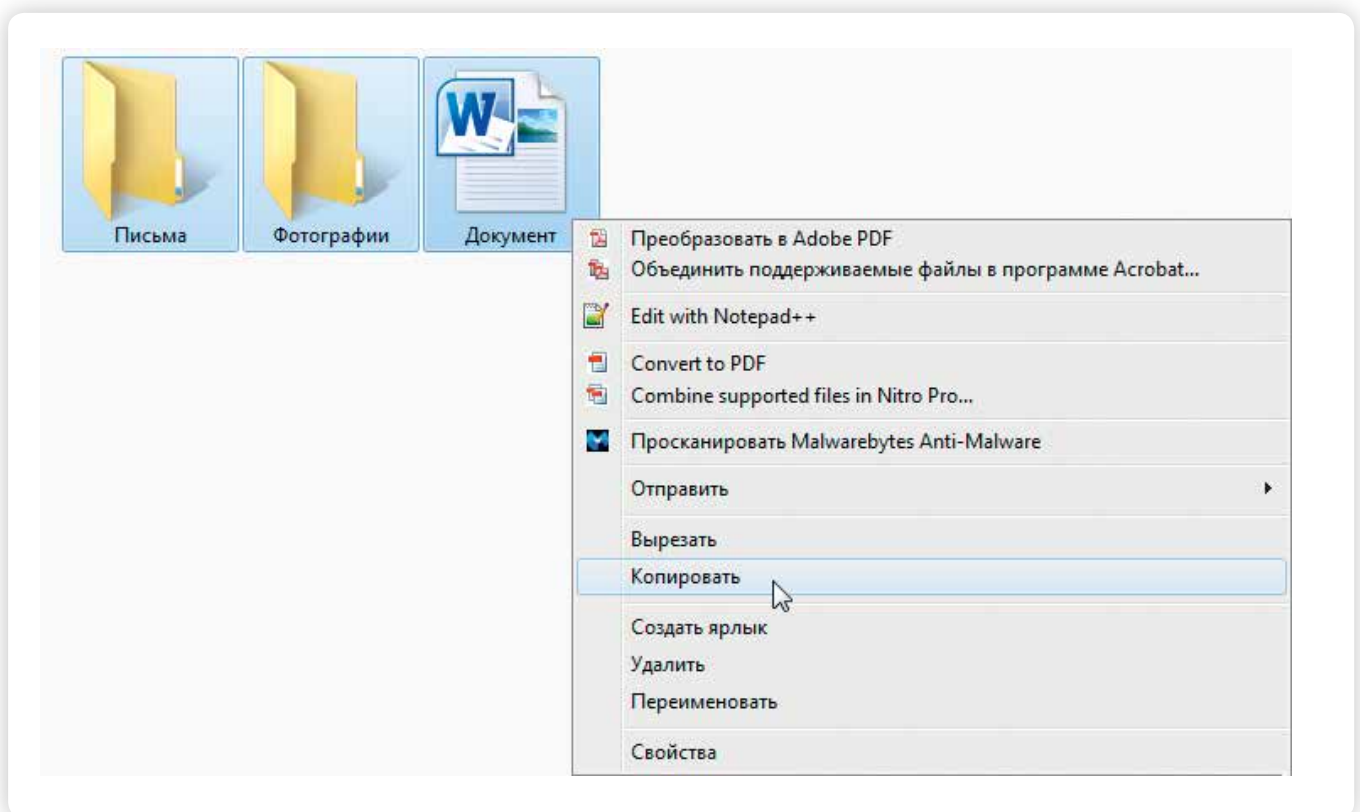 Письма
Фотографии
Документ
Преобразовать в Adobe PDF
Объединить поддерживаемые файлы в программе Acrobat...
Edit with Notepad++
Convert to PDF
Combine supported files in Nitro Pro...
Просканировать Malwarebytes Anti-Malware
Отправить
Вырезать
Копировать
Создать ярлык
Удалить
Переименовать
Свойства